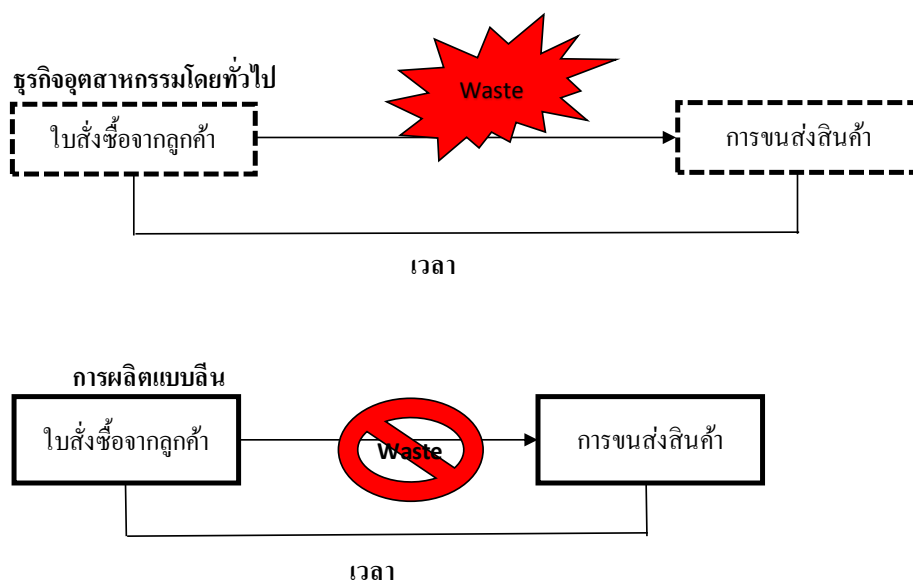 ธุรกิจอุตสาหกรรมโดยทั่วไป
Waste
ใบสั่งซื้อจากลูกค้า
การขนส่งสินค้า
เวลา
การผลิตแบบลีน
ใบสั่งซื้อจากลูกค้า
Waste
การขนส่งสินค้า
เวลา